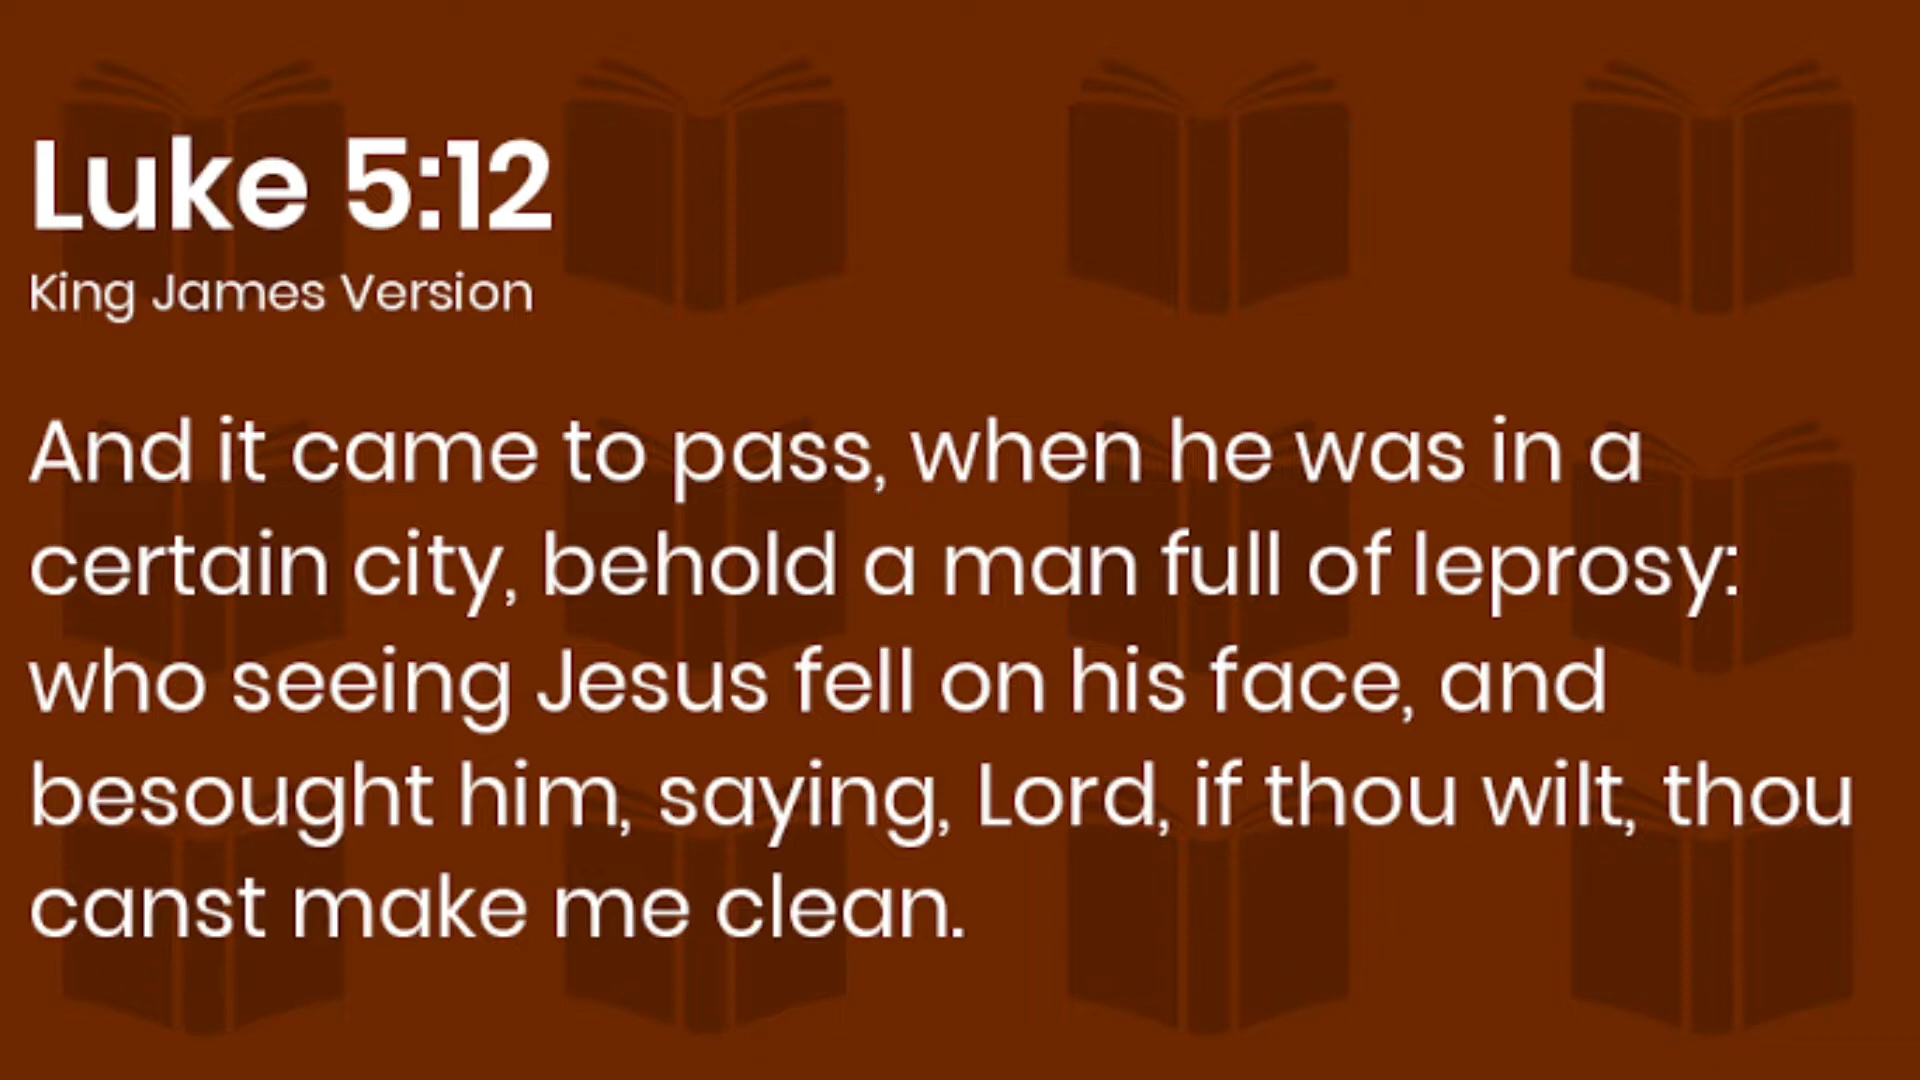 Luke 5:12
King James Version
And it came to pass, when he was in a
certain city, behold a man full of leprosy:
who seeing Jesus fell on his face, and
besought him, saying, Lord, if thou wilt, thou
canst make me clean.